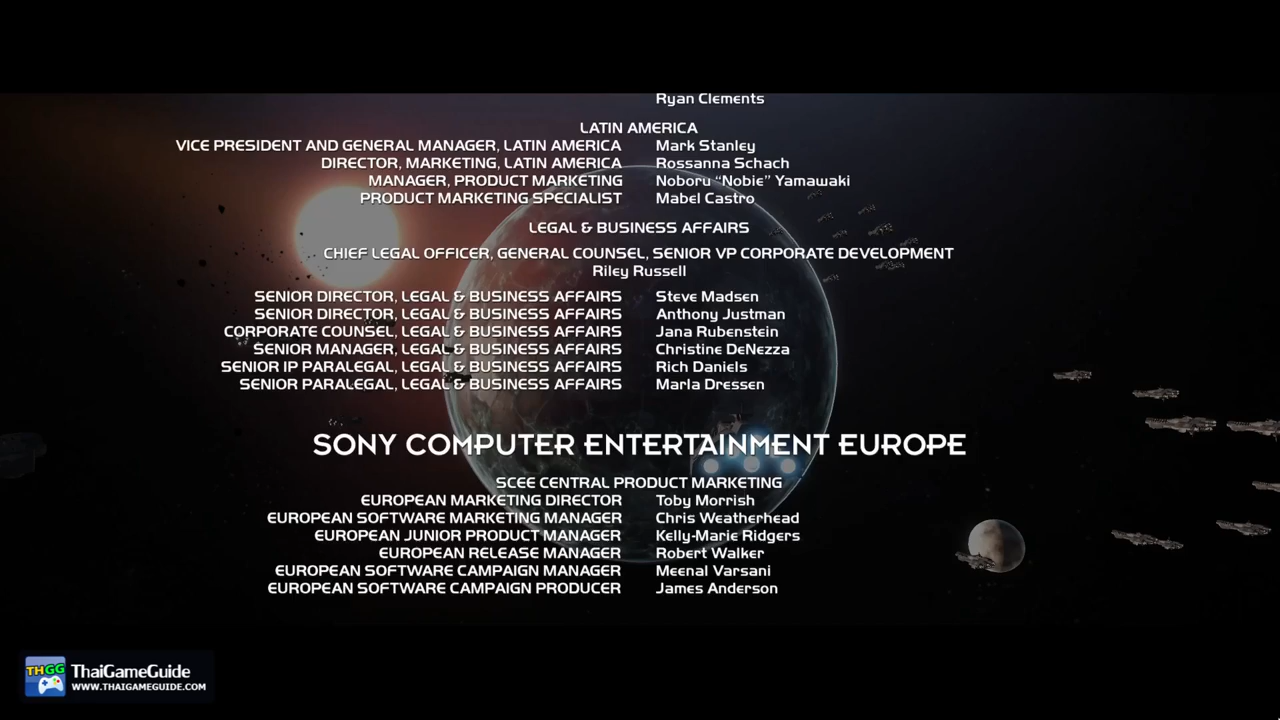 Ryan Clements
LATIN AMERICA
VICE PRESIDENT AND GENERAL MANAGER, LATIN AMERICA Mark Stanley
DIRECTOR, MARKETING, LATIN AMERICA Rossanna Schach
MANAGER, PRODUCT MARKETING Noboru “Nobie” Yamawaki
PRODUCT MARKETING SPECIALIST Mabel Castro
LEGAL & BUSINESS AFFAIRS
CHIEF LEGAL OFFICER, GENERAL COUNSEL, SENIOR VP CORPORATE DEVELOPMENT
Riley Russell
SENIOR DIRECTOR, LEGAL & BUSINESS AFFAIRS Steve Madsen
SENIOR DIRECTOR, LEGAL & BUSINESS AFFAIRS Anthony Justman
CORPORATE COUNSEL, LEGAL & BUSINESS AFFAIRS Jana Rubenstein
SENIOR MANAGER, LEGAL & BUSINESS AFFAIRS Christine DeNezza
SENIOR IP PARALEGAL, LEGAL & BUSINESS AFFAIRS Rich Daniels
SENIOR PARALEGAL, LEGAL & BUSINESS AFFAIRS Marla Dressen
SONY COMPUTER ENTERTAINMENT EUROPE
SCEE CENTRAL PRODUCT MARKETING
EUROPEAN MARKETING DIRECTOR Toby Morrish
EUROPEAN SOFTWARE MARKETING MANAGER Chris Weatherhead
EUROPEAN JUNIOR PRODUCT MANAGER Kelly-Marie Ridgers
EUROPEAN RELEASE MANAGER Robert Walker
EUROPEAN SOFTWARE CAMPAIGN MANAGER Meenal Varsani
EUROPEAN SOFTWARE CAMPAIGN PRODUCER James Anderson
THGG ThaiGameGuide
WWW.THAIGAMEGUIDE.COM